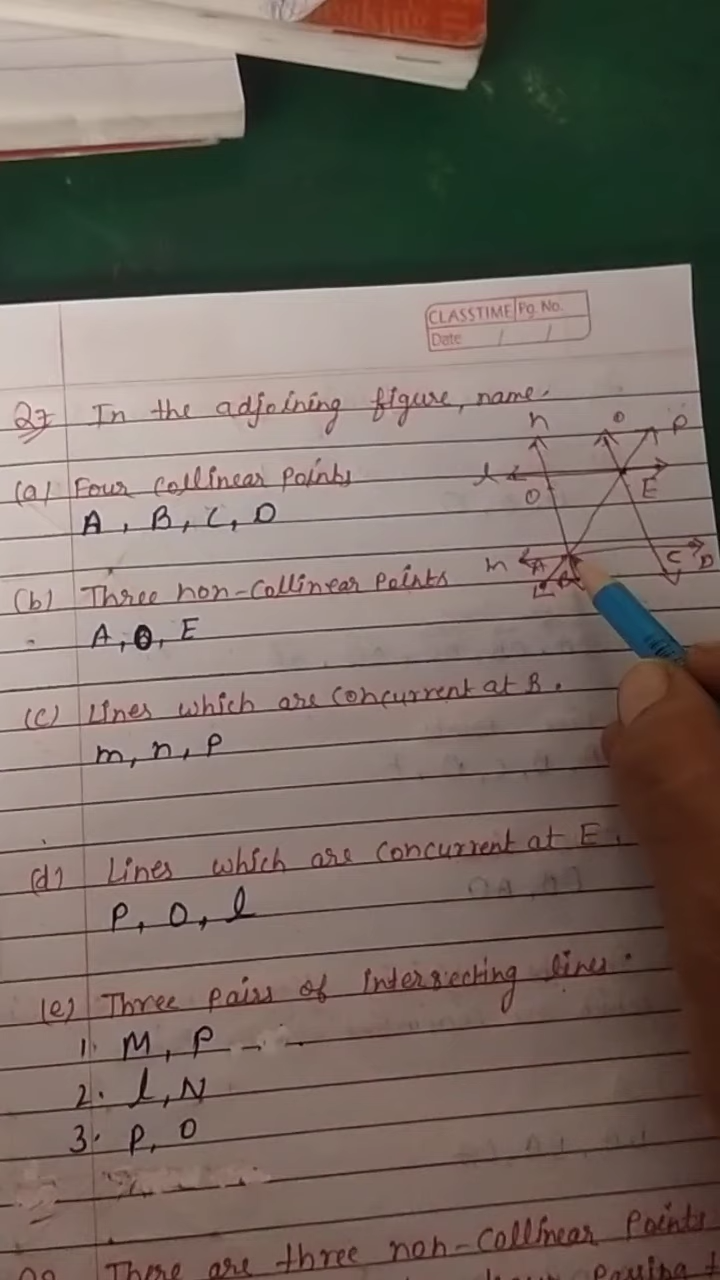 aking
CLASSTIME Pg. No.
Date / /
Q7 In the adjoining figure, name.
n o P
(a) Four collinear points
l
O E
A, B, C, D
m A B C D
(b) Three non-collinear points
A, O, E
(c) Lines which are concurrent at B.
m, n, P
(d) Lines which are concurrent at E.
P, O, l
(e) Three pairs of intersecting lines.
1. M, P
2. l, N
3. P, O
There are three non-collinear points